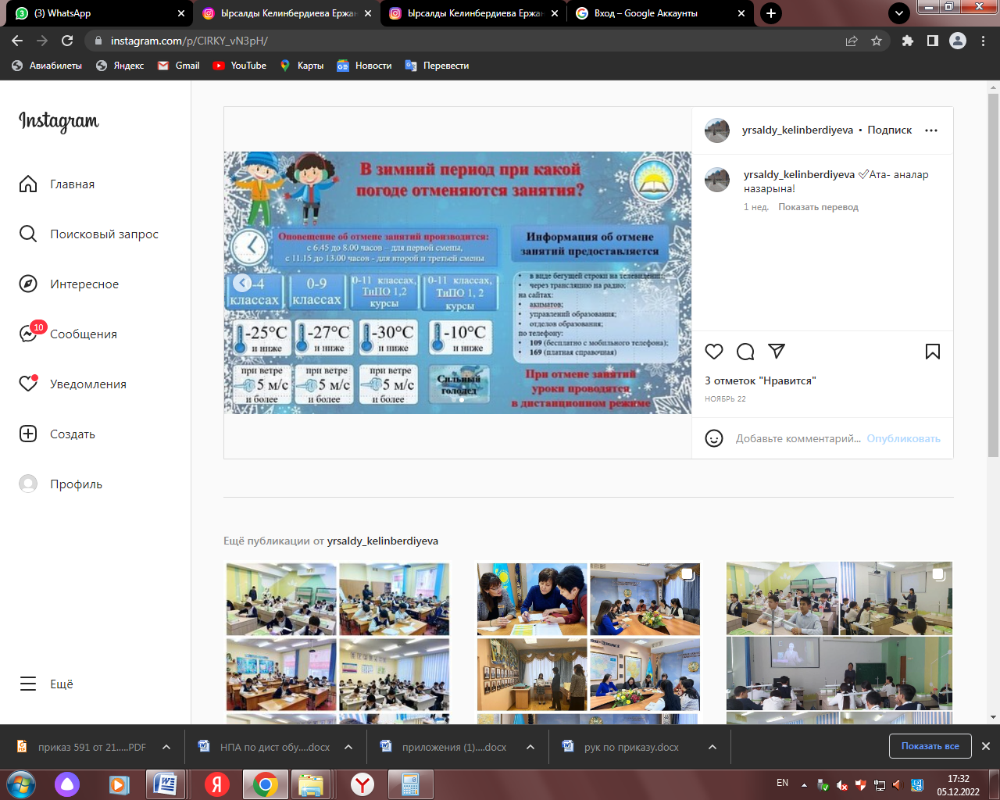 (3) WhatsApp
Ырсалды Келинбердиева Ержан
Ырсалды Келинбердиева Ержан
Вход – Google Аккаунты
instagram.com/p/ClRKY_vN3pH/
Авиабилеты
Яндекс
Gmail
YouTube
Карты
Новости
Перевести
Instagram
Главная
Поисковый запрос
Интересное
10
Сообщения
Уведомления
Создать
Профиль
Ещё
В зимний период при какой
погоде отменяются занятия?
Оповещение об отмене занятий производится:
с 6.45 до 8.00 часов – для первой смены,
с 11.15 до 13.00 часов - для второй и третьей смены
-4
классах
0-9
классах
0-11 классах,
ТиПО 1,2
курсы
0-11 классах,
ТиПО 1, 2
курсы
-25°C
и ниже
-27°C
и ниже
-30°C
и ниже
-10°C
и ниже
при ветре
5 м/с
и более
при ветре
5 м/с
и более
при ветре
5 м/с
и более
Сильный
гололед
Информация об отмене
занятий предоставляется
• в виде бегущей строки на телевидении;
• через трансляцию на радио;
на сайтах:
• акиматов;
• управлений образования;
• отделов образования;
по телефону:
• 109 (бесплатно с мобильного телефона);
• 169 (платная справочная)
При отмене занятий
уроки проводятся
в дистанционном режиме
yrsaldy_kelinberdiyeva • Подписк
yrsaldy_kelinberdiyeva ✅Ата- аналар
назарына!
1 нед. Показать перевод
3 отметок "Нравится"
НОЯБРЬ 22
Добавьте комментарий... Опубликовать
Ещё публикации от yrsaldy_kelinberdiyeva
приказ 591 от 21.....PDF
НПА по дист обу....docx
приложения (1)....docx
рук по приказу.docx
Показать все
EN
17:32
05.12.2022